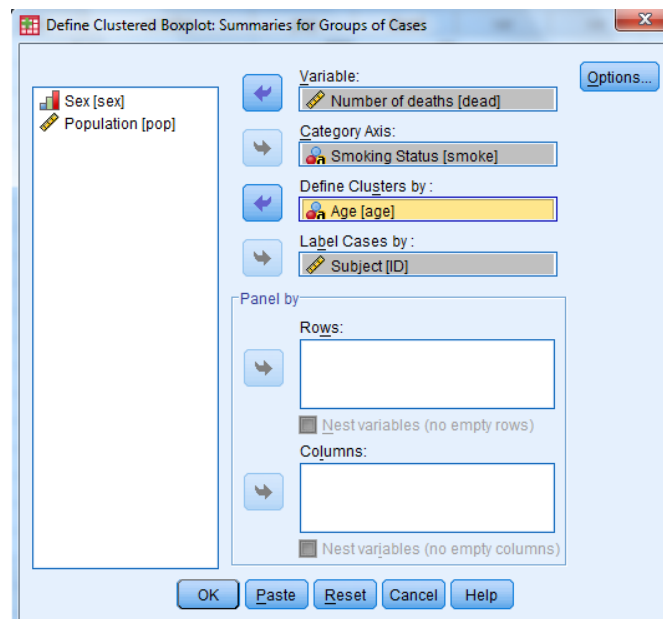 Define Clustered Boxplot: Summaries for Groups of Cases
Sex [sex]
Population [pop]
Variable:
Number of deaths [dead]
Category Axis:
Smoking Status [smoke]
Define Clusters by :
Age [age]
Label Cases by :
Subject [ID]
Panel by
Rows:
Nest variables (no empty rows)
Columns:
Nest variables (no empty columns)
Options...
OK
Paste
Reset
Cancel
Help